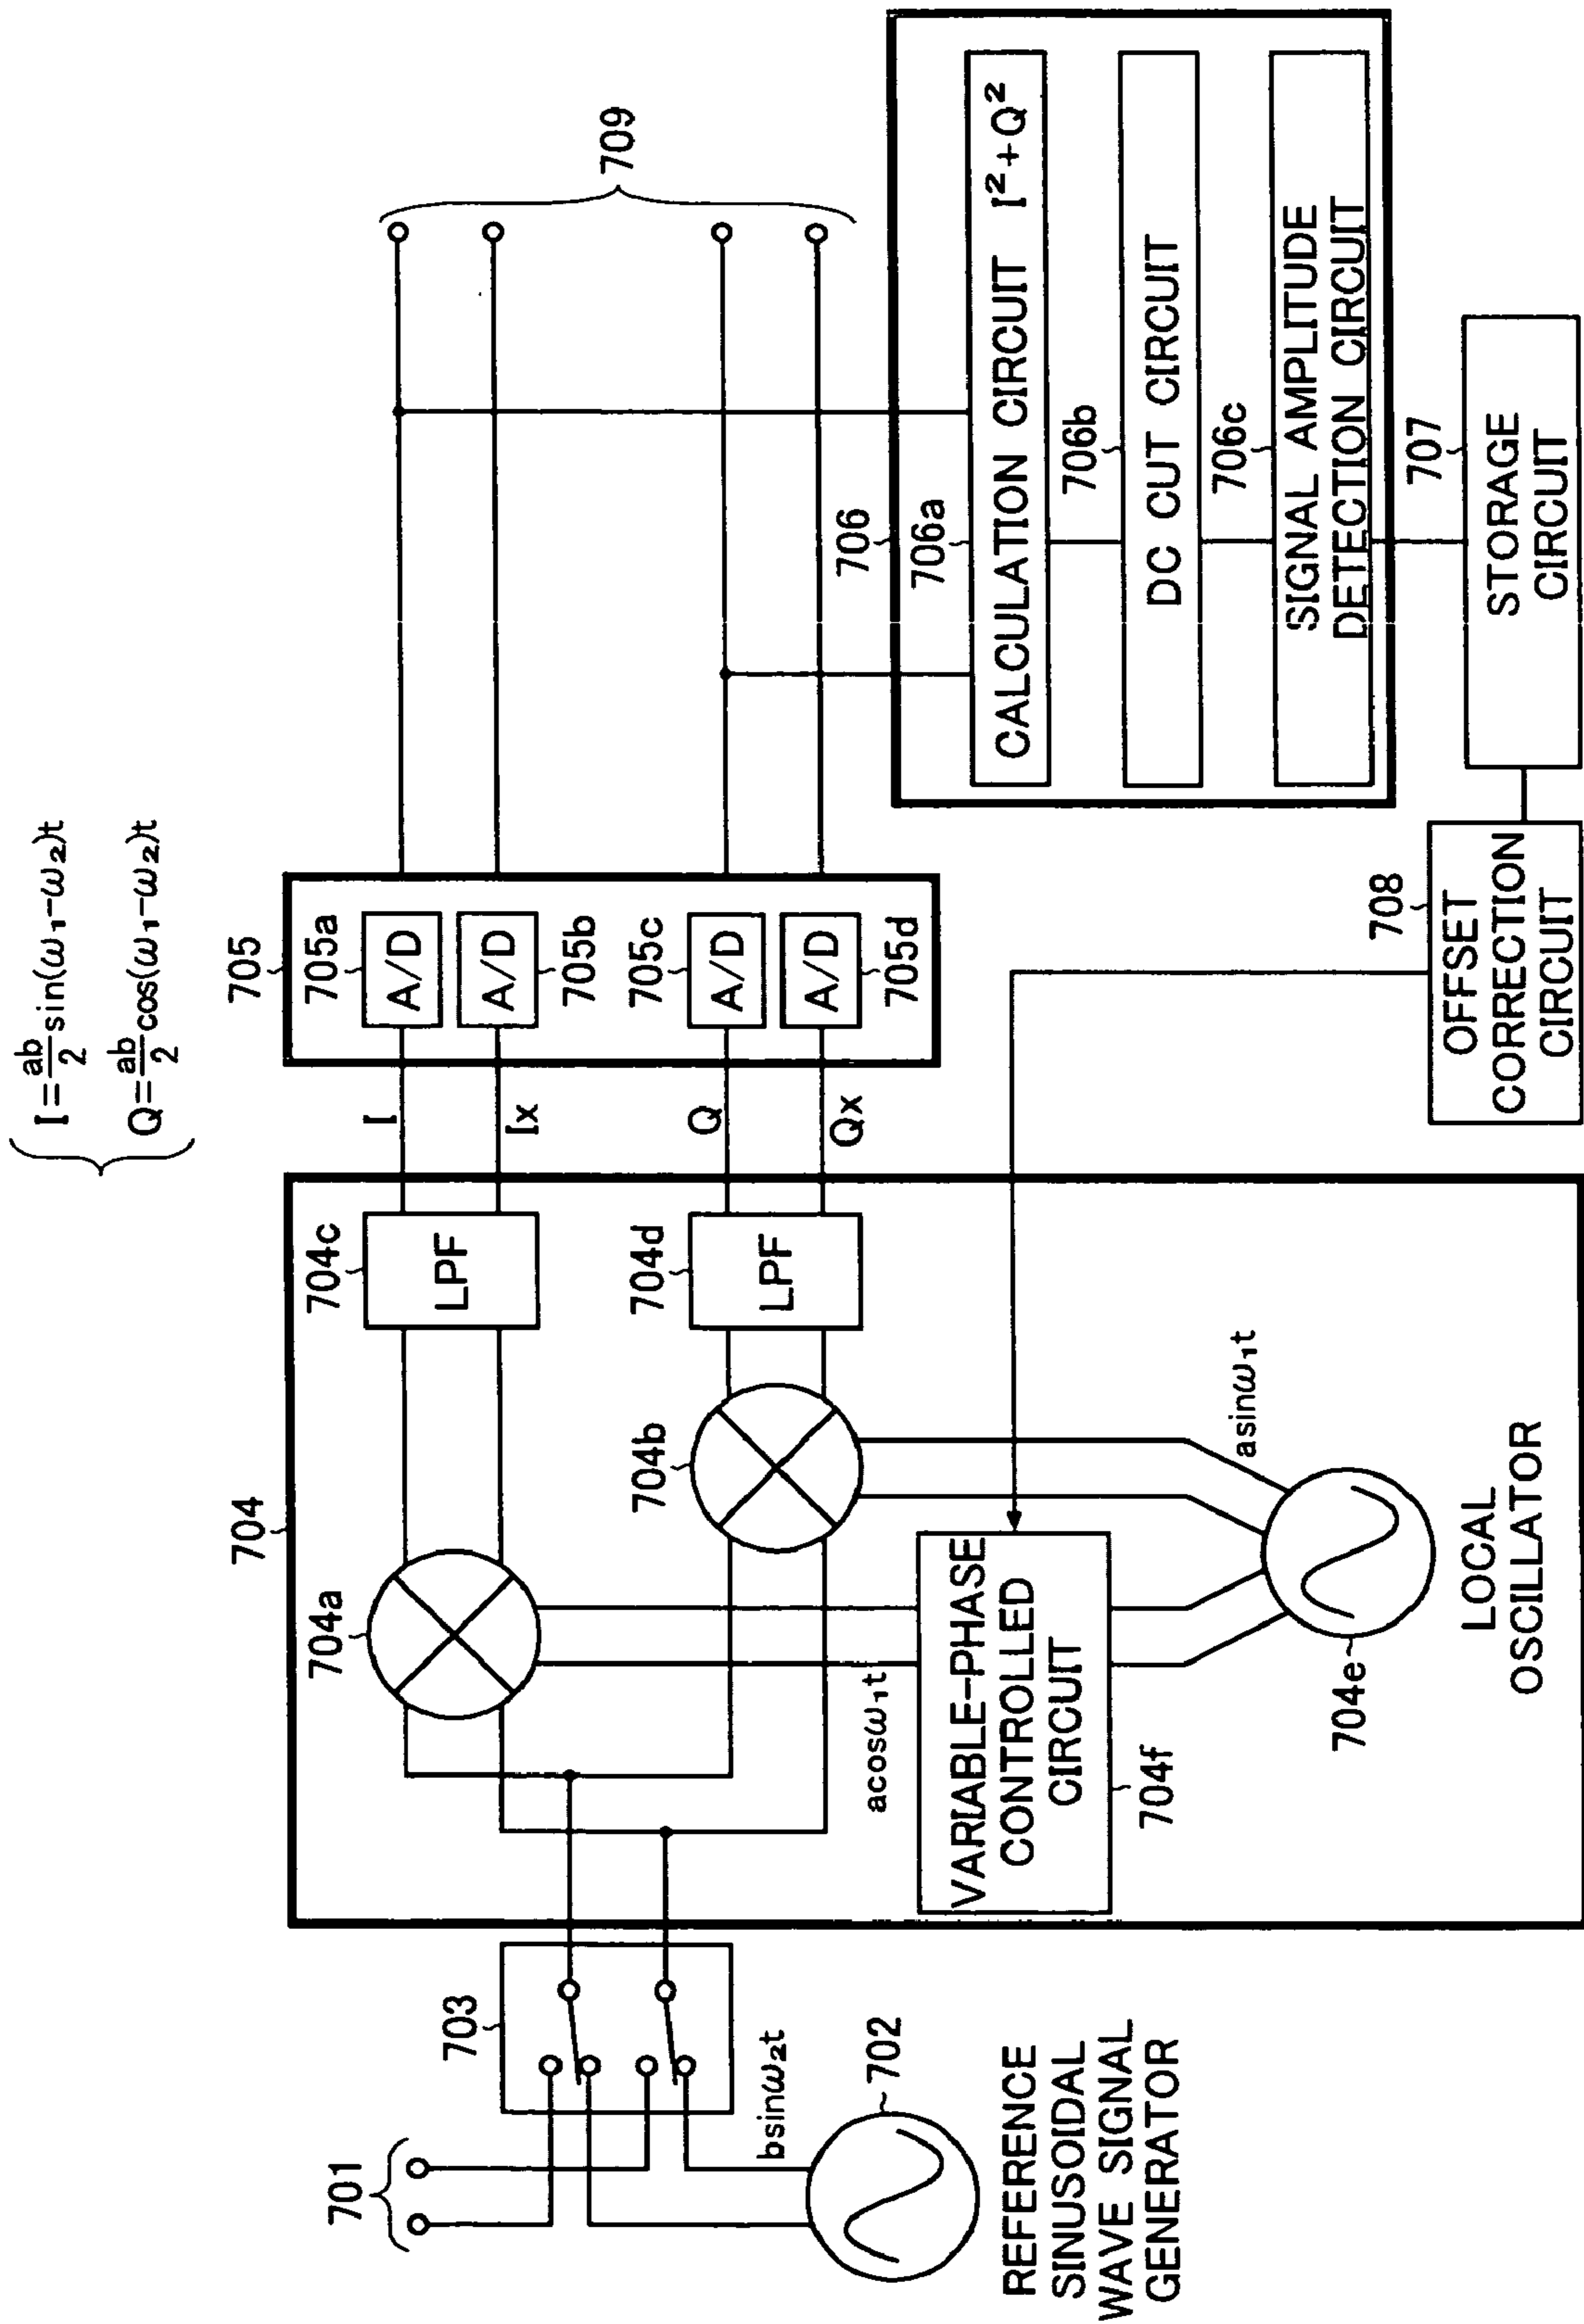 I=ab/2 sin(ω₁-ω₂)t
Q=ab/2 cos(ω₁-ω₂)t
701
703
bsinω₂t
702
REFERENCE
SINUSOIDAL
WAVE SIGNAL
GENERATOR
704
704a
704b
704c
LPF
704d
LPF
acosω₁t
VARIABLE-PHASE
CONTROLLED
CIRCUIT
704f
asinω₁t
704e
LOCAL
OSCILLATOR
I
Ix
Q
Qx
705
705a
A/D
A/D
705b
705c
A/D
A/D
705d
709
706
706a
CALCULATION CIRCUIT I²+Q²
706b
DC CUT CIRCUIT
706c
SIGNAL AMPLITUDE
DETECTION CIRCUIT
707
STORAGE
CIRCUIT
708
OFFSET
CORRECTION
CIRCUIT